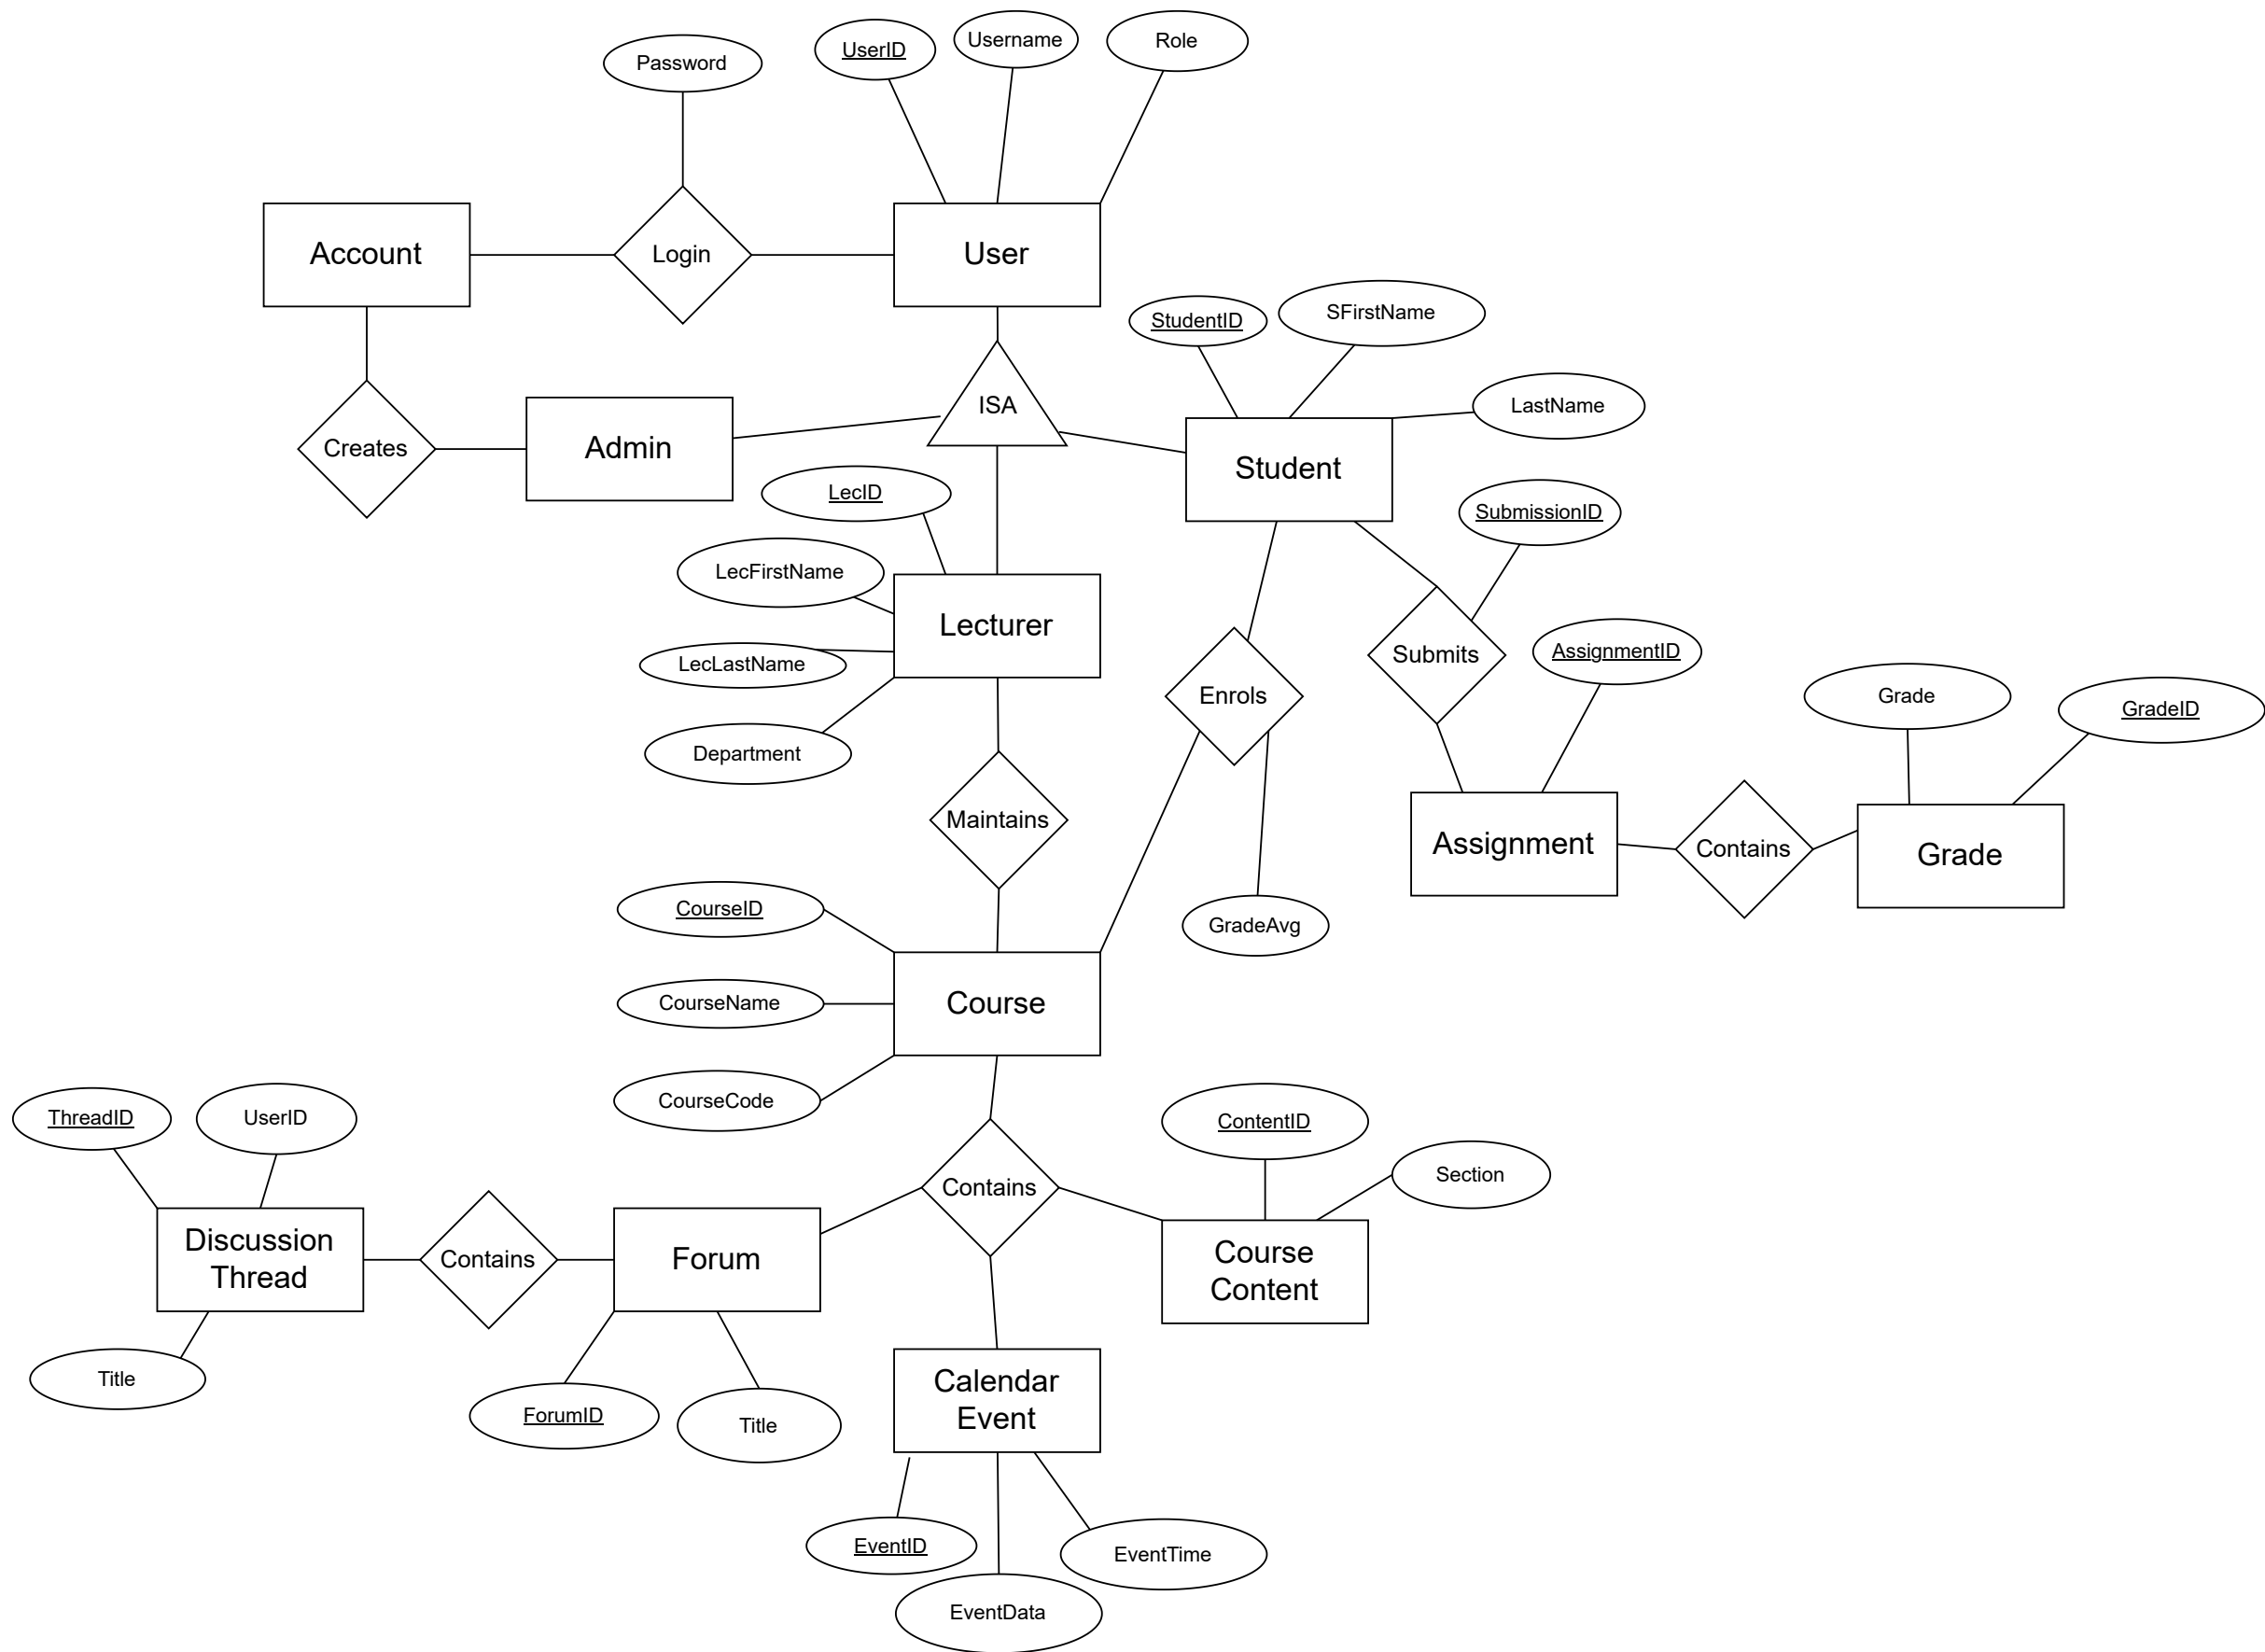 Password
UserID
Username
Role
Account
Login
User
StudentID
SFirstName
LastName
ISA
Creates
Admin
Student
LecID
SubmissionID
LecFirstName
Lecturer
LecLastName
Submits
AssignmentID
Department
Enrols
Grade
GradeID
Maintains
Assignment
Contains
Grade
CourseID
GradeAvg
CourseName
Course
CourseCode
ThreadID
UserID
ContentID
Section
Contains
Discussion
Thread
Contains
Forum
Course
Content
Title
ForumID
Title
Calendar
Event
EventID
EventTime
EventData